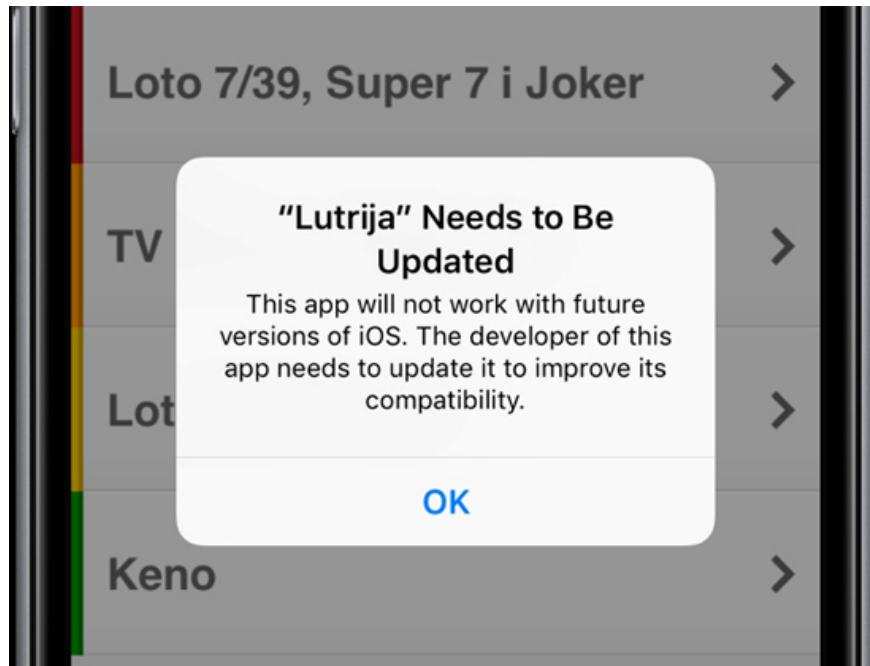 Loto 7/39, Super 7 i Joker
TV
“Lutrija” Needs to Be
Updated
This app will not work with future
versions of iOS. The developer of this
app needs to update it to improve its
compatibility.
Lot
OK
Keno